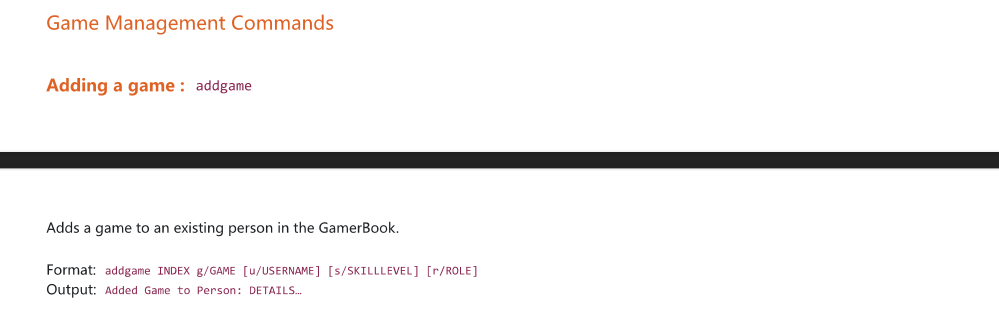 Game Management Commands
Adding a game : addgame
Adds a game to an existing person in the GamerBook.
Format: addgame INDEX g/GAME [u/USERNAME] [s/SKILLLEVEL] [r/ROLE]
Output: Added Game to Person: DETAILS…